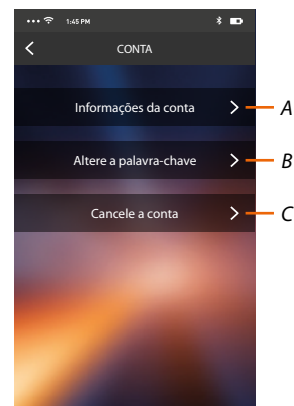 1:45 PM
CONTA
Informações da conta
A
Altere a palavra-chave
B
Cancele a conta
C